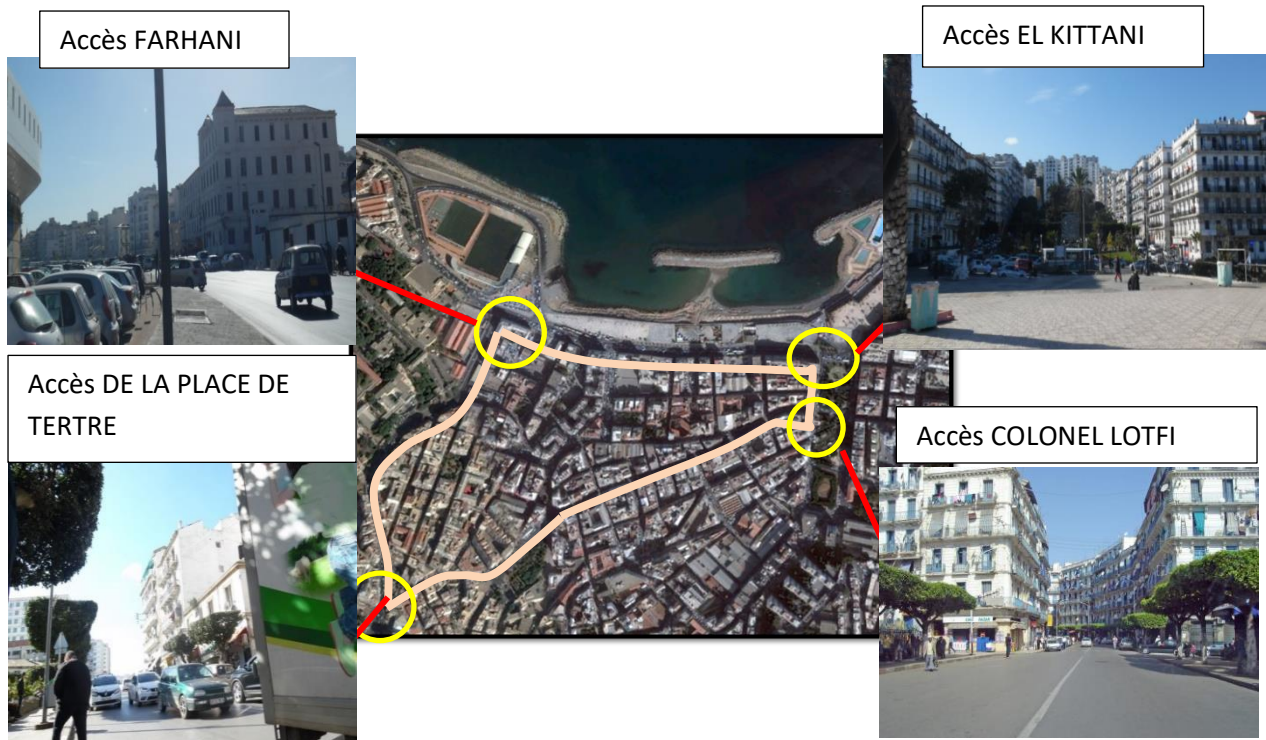 Accès FARHANI
Accès EL KITTANI
Accès DE LA PLACE DE
TERTRE
Accès COLONEL LOTFI